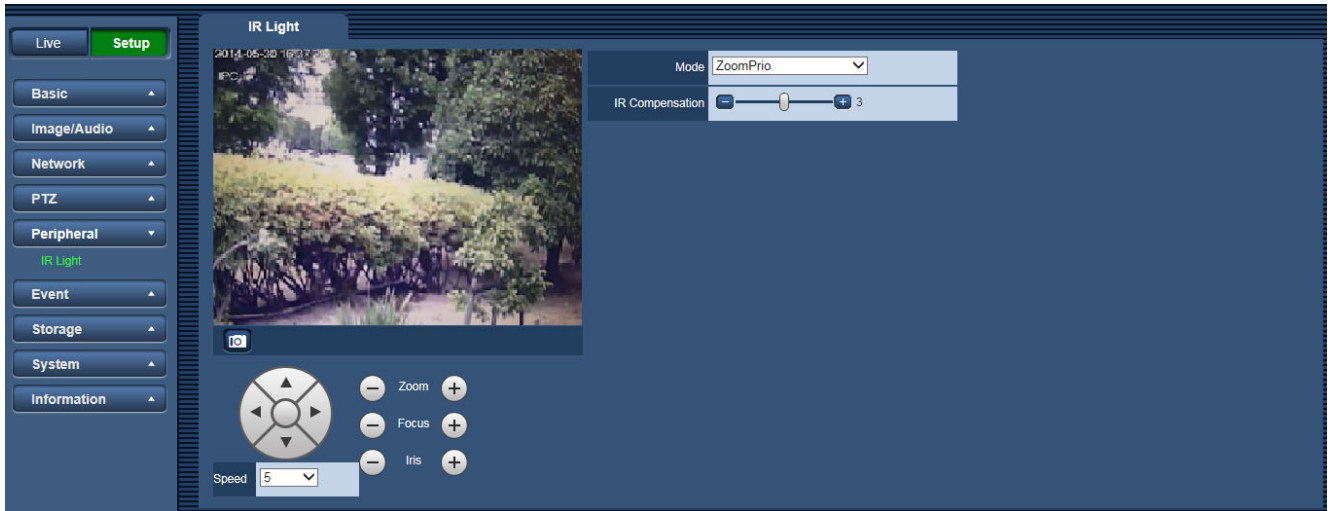 IR Light
Live
Setup
Basic
Image/Audio
Network
PTZ
Peripheral
IR Light
Event
Storage
System
Information
IPC
Mode
ZoomPrio
IR Compensation
3
Zoom
Focus
Iris
Speed
5